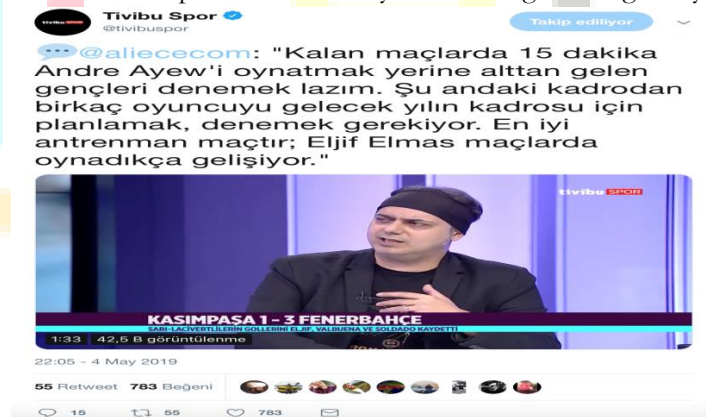 Tivibu Spor
@tivibuspor
Takip ediliyor
@aliececom: "Kalan maçlarda 15 dakika
Andre Ayew'i oynatmak yerine alttan gelen
gençleri denemek lazım. Şu andaki kadrodan
birkaç oyuncuyu gelecek yılın kadrosu için
planlamak, denemek gerekiyor. En iyi
antrenman maçtır; Eljif Elmas maçlarda
oynadıkça gelişiyor."
tivibu SPOR
KASIMPAŞA 1 - 3 FENERBAHÇE
SARI-LACİVERTLİLERİN GOLLERİNİ ELJIF, VALBUENA VE SOLDADO KAYDETTİ
1:33 42,5 B görüntülenme
22:05 - 4 May 2019
55 Retweet 783 Beğeni
15 55 783